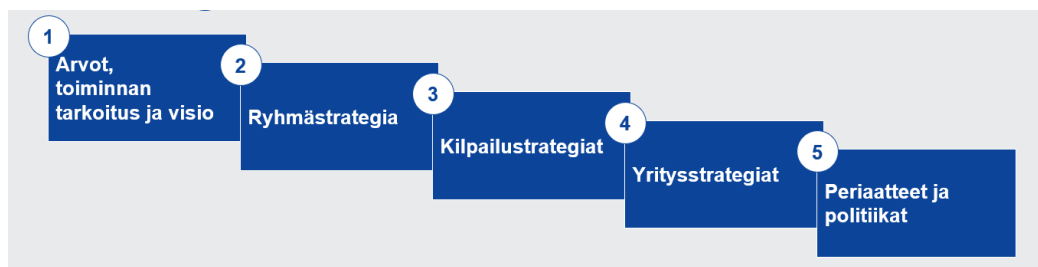 1
Arvot,
toiminnan
tarkoitus ja visio
2
Ryhmästrategia
3
Kilpailustrategiat
4
Yritysstrategiat
5
Periaatteet ja
politiikat